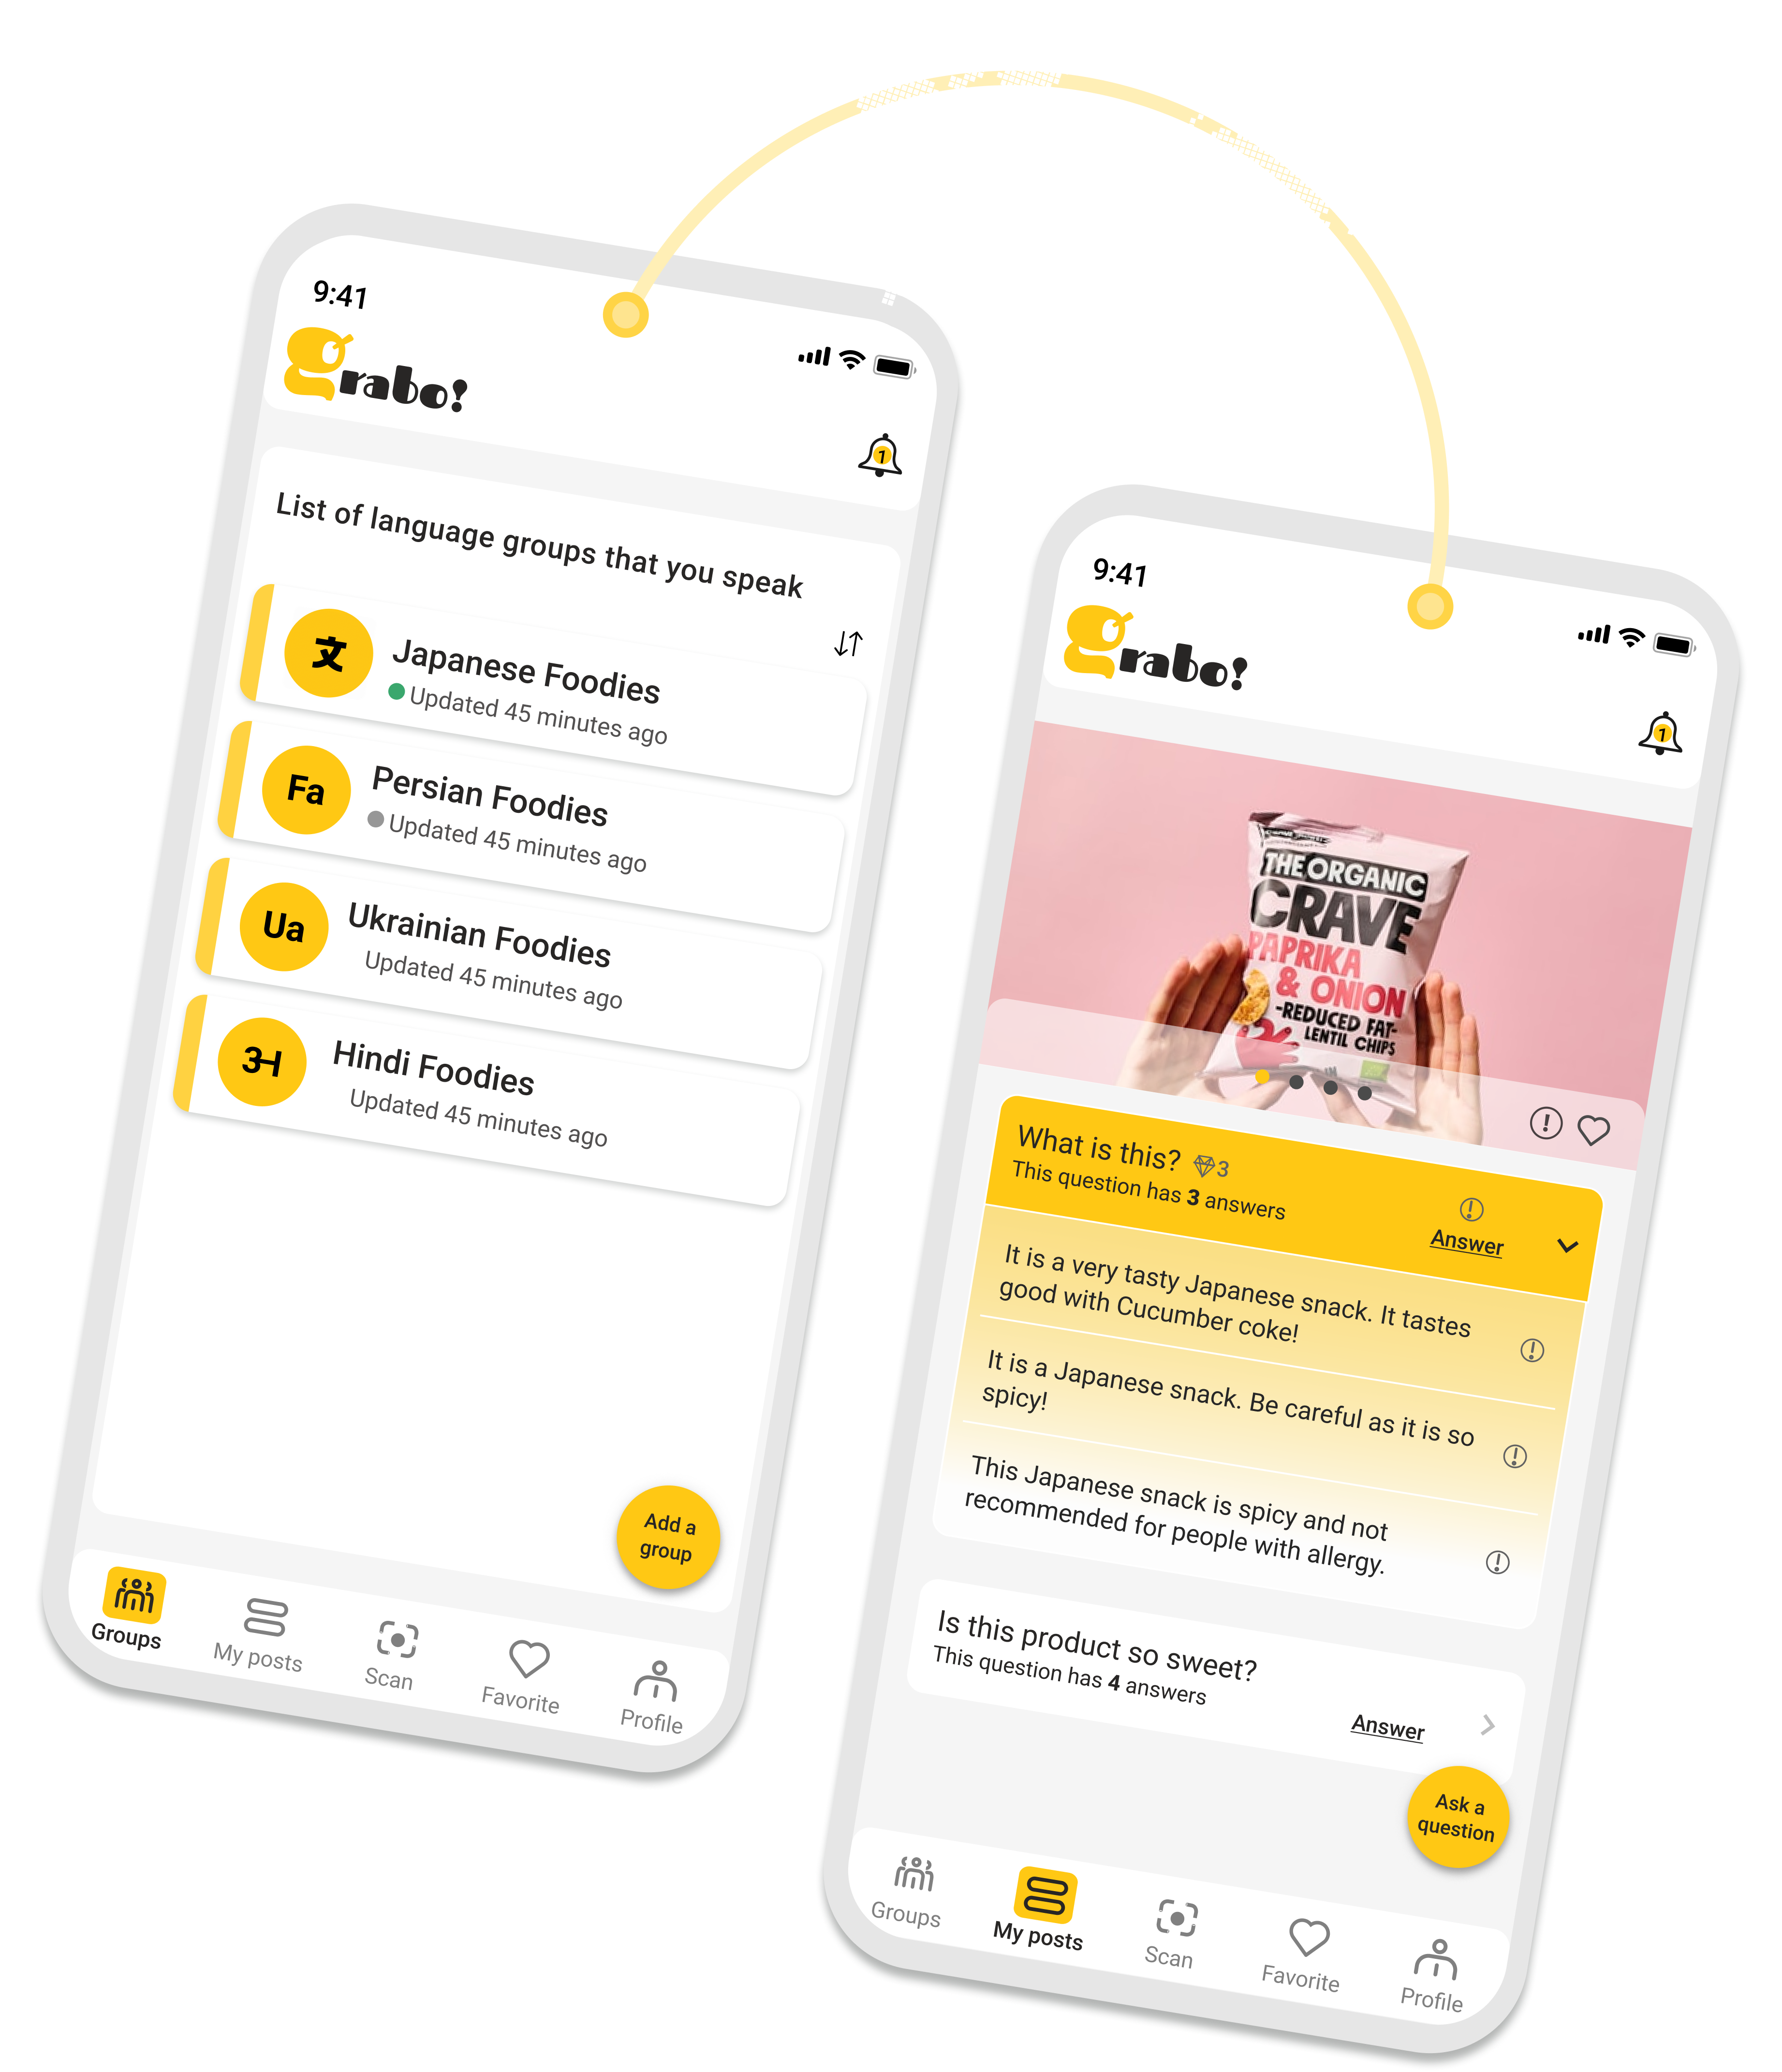 9:41
grabo!
1
List of language groups that you speak
文
Japanese Foodies
Updated 45 minutes ago
Fa
Persian Foodies
Updated 45 minutes ago
Ua
Ukrainian Foodies
Updated 45 minutes ago
Hindi Foodies
Updated 45 minutes ago
Add a
group
Groups
My posts
Scan
Favorite
Profile
9:41
grabo!
1
THE ORGANIC
CRAVE
PAPRIKA
& ONION
-REDUCED FAT-
LENTIL CHIPS
What is this? 3
This question has 3 answers
Answer
It is a very tasty Japanese snack. It tastes
good with Cucumber coke!
It is a Japanese snack. Be careful as it is so
spicy!
This Japanese snack is spicy and not
recommended for people with allergy.
Is this product so sweet?
This question has 4 answers
Answer
Ask a
question
Groups
My posts
Scan
Favorite
Profile